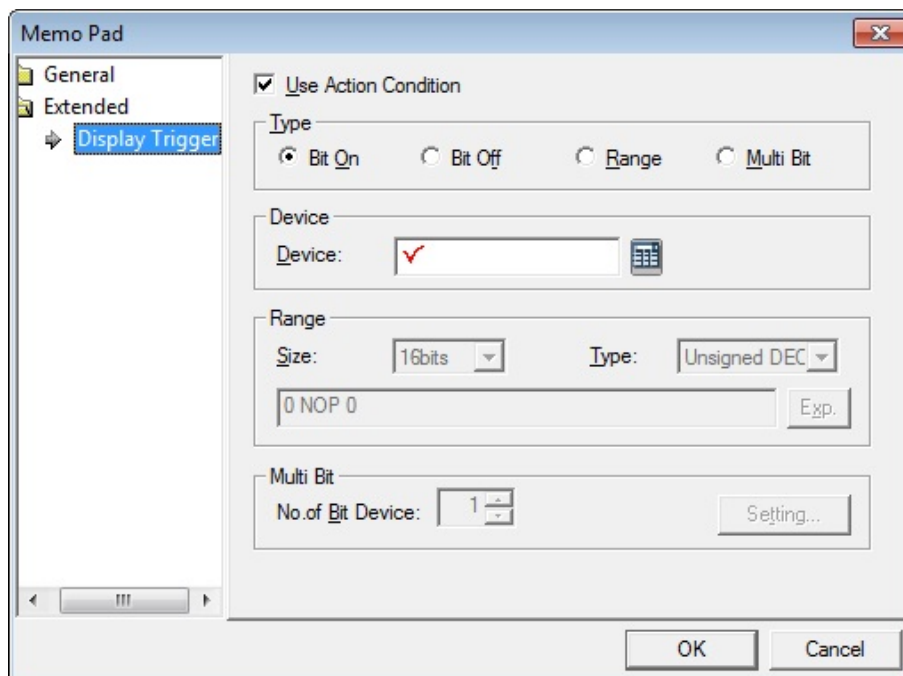 Memo Pad
General
Extended
Display Trigger
Use Action Condition
Type
Bit On
Bit Off
Range
Multi Bit
Device
Device:
Range
Size:
16bits
Type:
Unsigned DEC
0 NOP 0
Exp.
Multi Bit
No.of Bit Device:
1
Setting...
OK
Cancel